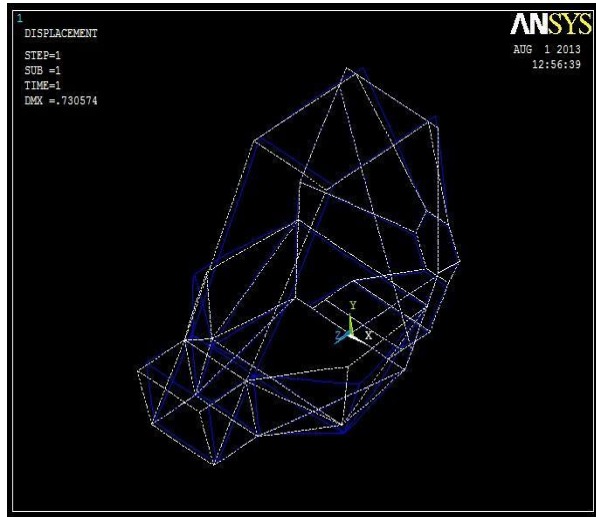 1
DISPLACEMENT
STEP=1
SUB =1
TIME=1
DMX =.730574
ANSYS
AUG 1 2013
12:56:39
Y
Z X